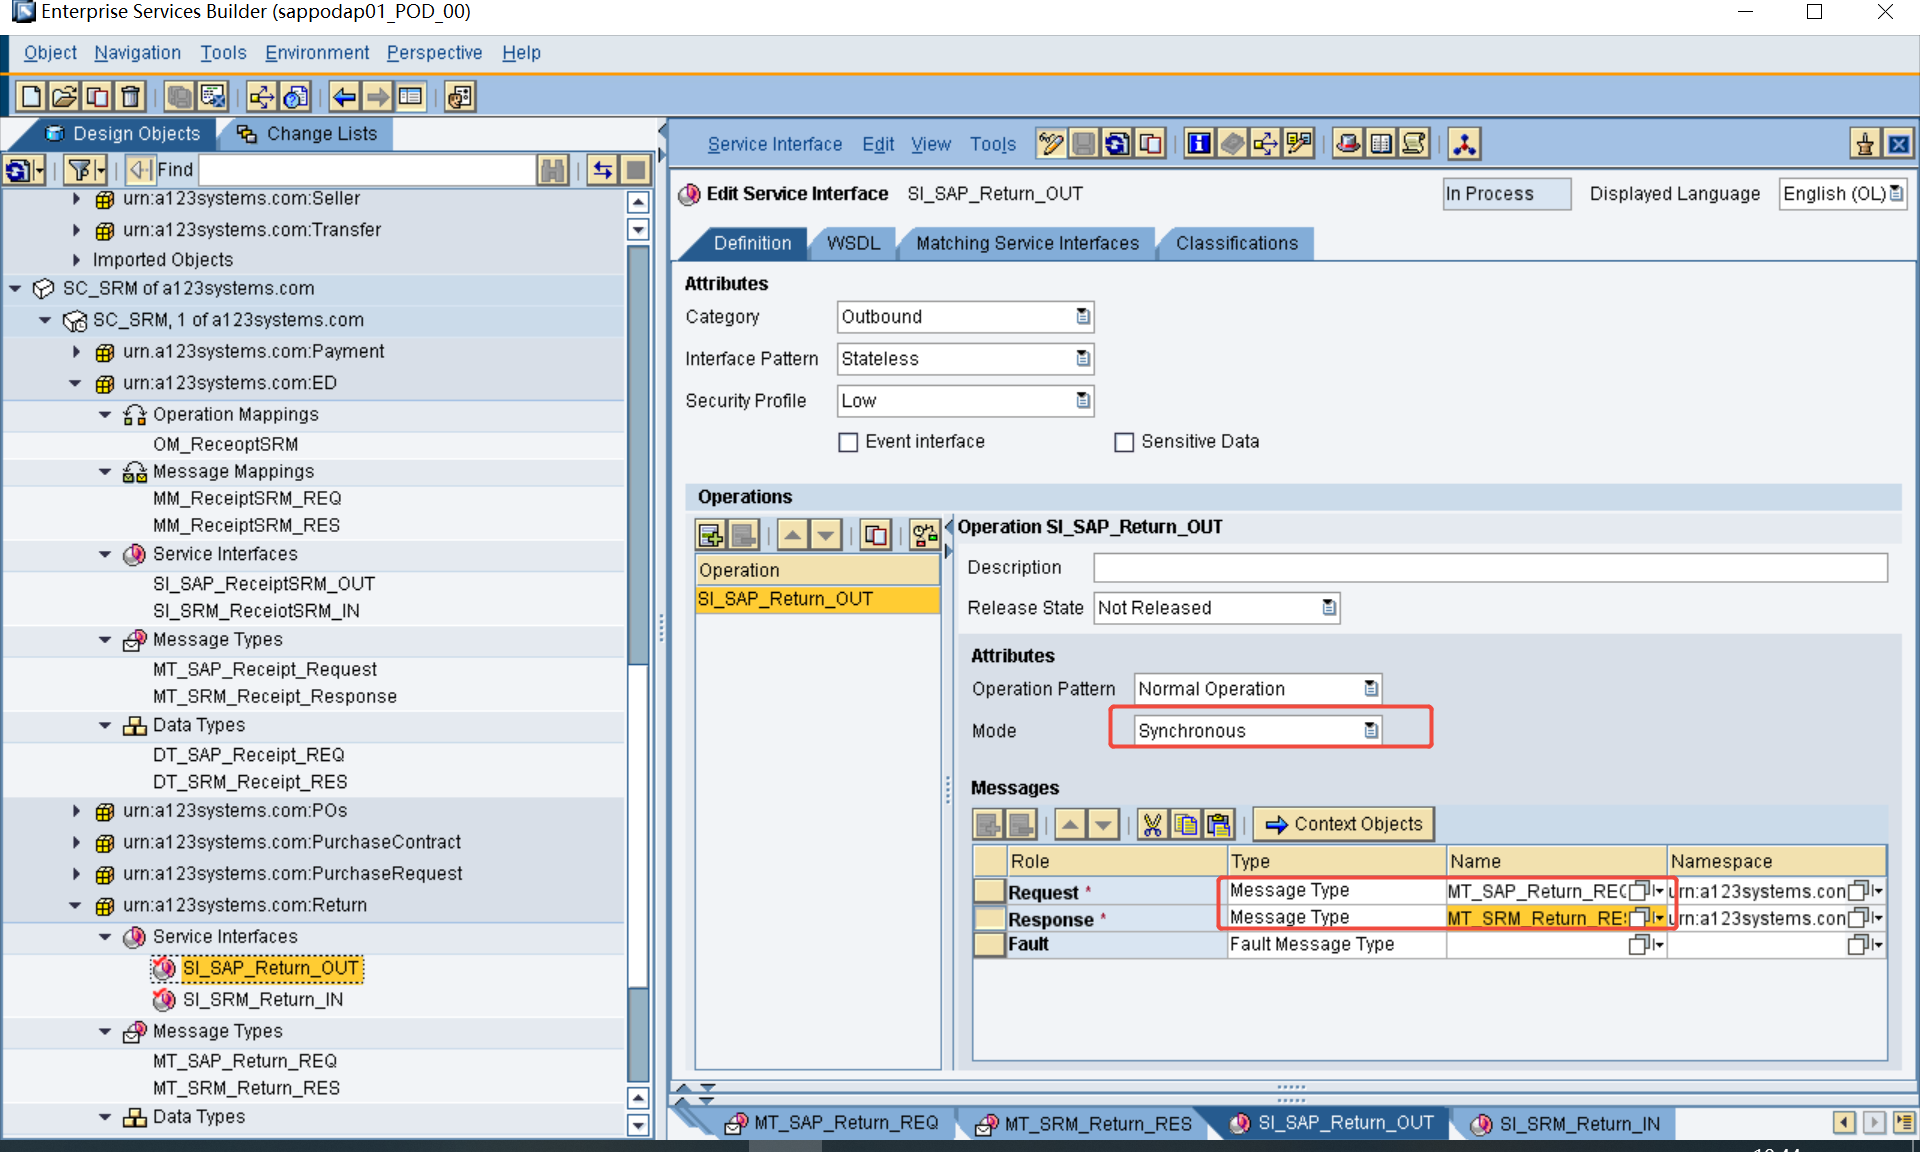 Enterprise Services Builder (sappodap01_POD_00)
Object Navigation Tools Environment Perspective Help
Design Objects Change Lists
Find
urn:a123systems.com:Seller
urn:a123systems.com:Transfer
Imported Objects
SC_SRM of a123systems.com
SC_SRM, 1 of a123systems.com
urn.a123systems.com:Payment
urn:a123systems.com:ED
Operation Mappings
OM_ReceoptSRM
Message Mappings
MM_ReceiptSRM_REQ
MM_ReceiptSRM_RES
Service Interfaces
SI_SAP_ReceiptSRM_OUT
SI_SRM_ReceiotSRM_IN
Message Types
MT_SAP_Receipt_Request
MT_SRM_Receipt_Response
Data Types
DT_SAP_Receipt_REQ
DT_SRM_Receipt_RES
urn:a123systems.com:POs
urn:a123systems.com:PurchaseContract
urn:a123systems.com:PurchaseRequest
urn:a123systems.com:Return
Service Interfaces
SI_SAP_Return_OUT
SI_SRM_Return_IN
Message Types
MT_SAP_Return_REQ
MT_SRM_Return_RES
Data Types
Service Interface Edit View Tools
Edit Service Interface SI_SAP_Return_OUT In Process Displayed Language English (OL)
Definition WSDL Matching Service Interfaces Classifications
Attributes
Category Outbound
Interface Pattern Stateless
Security Profile Low
Event interface Sensitive Data
Operations
Operation
SI_SAP_Return_OUT
Operation SI_SAP_Return_OUT
Description
Release State Not Released
Attributes
Operation Pattern Normal Operation
Mode Synchronous
Messages
Context Objects
Role Type Name Namespace
Request * Message Type MT_SAP_Return_REQ urn:a123systems.con
Response * Message Type MT_SRM_Return_RES urn:a123systems.con
Fault Fault Message Type
MT_SAP_Return_REQ MT_SRM_Return_RES SI_SAP_Return_OUT SI_SRM_Return_IN